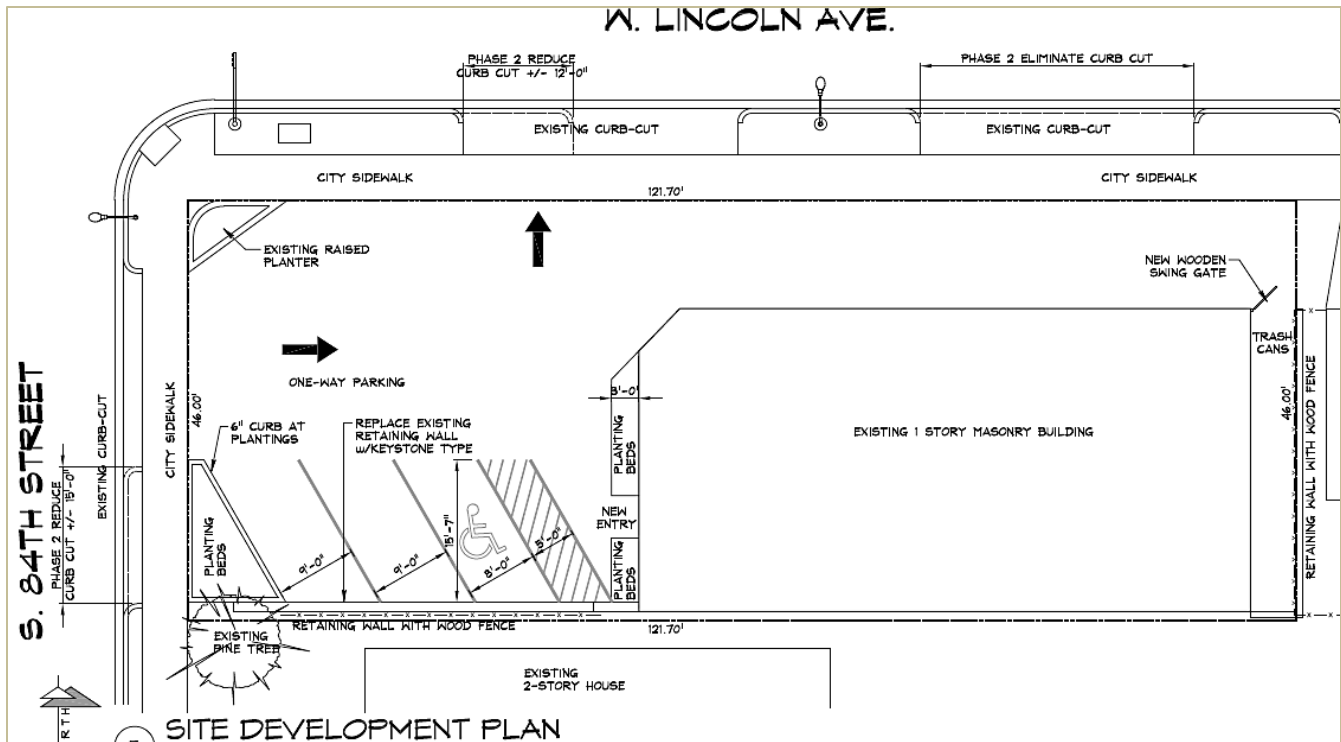 W. LINCOLN AVE.
PHASE 2 REDUCE
CURB CUT +/- 12'-0"
PHASE 2 ELIMINATE CURB CUT
EXISTING CURB-CUT
EXISTING CURB-CUT
CITY SIDEWALK
CITY SIDEWALK
121.70'
EXISTING RAISED
PLANTER
NEW WOODEN
SWING GATE
TRASH
CANS
ONE-WAY PARKING
3'-0"
46.00'
46.00'
6" CURB AT
PLANTINGS
REPLACE EXISTING
RETAINING WALL
W/KEYSTONE TYPE
PLANTING
BEDS
EXISTING 1 STORY MASONRY BUILDING
RETAINING WALL WITH WOOD FENCE
S. 84TH STREET
PHASE 2 REDUCE
CURB CUT +/- 15'-0"
EXISTING CURB-CUT
CITY SIDEWALK
PLANTING
BEDS
9'-0"
9'-0"
15'-7"
8'-0"
5'-0"
NEW
ENTRY
PLANTING
BEDS
RETAINING WALL WITH WOOD FENCE
121.70'
EXISTING
PINE TREE
EXISTING
2-STORY HOUSE
SITE DEVELOPMENT PLAN